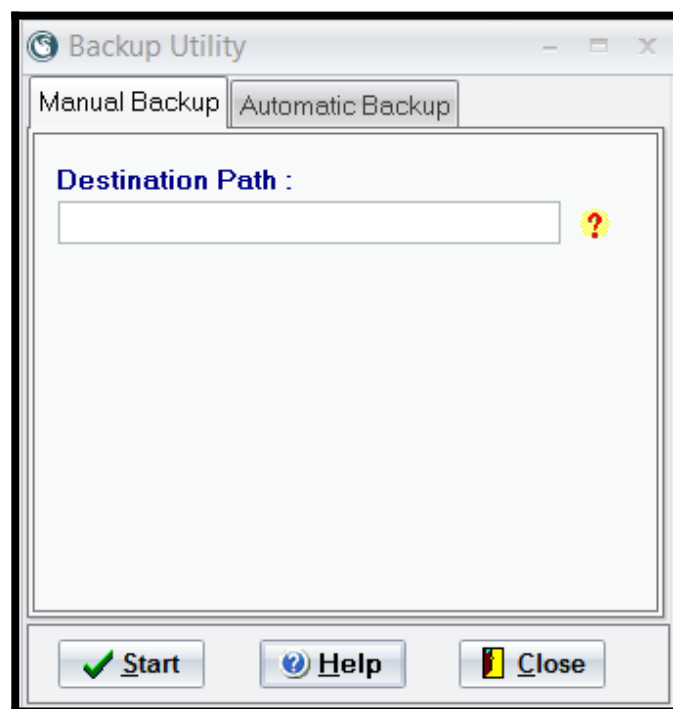 Backup Utility
Manual Backup Automatic Backup
Destination Path :
?
Start ? Help Close